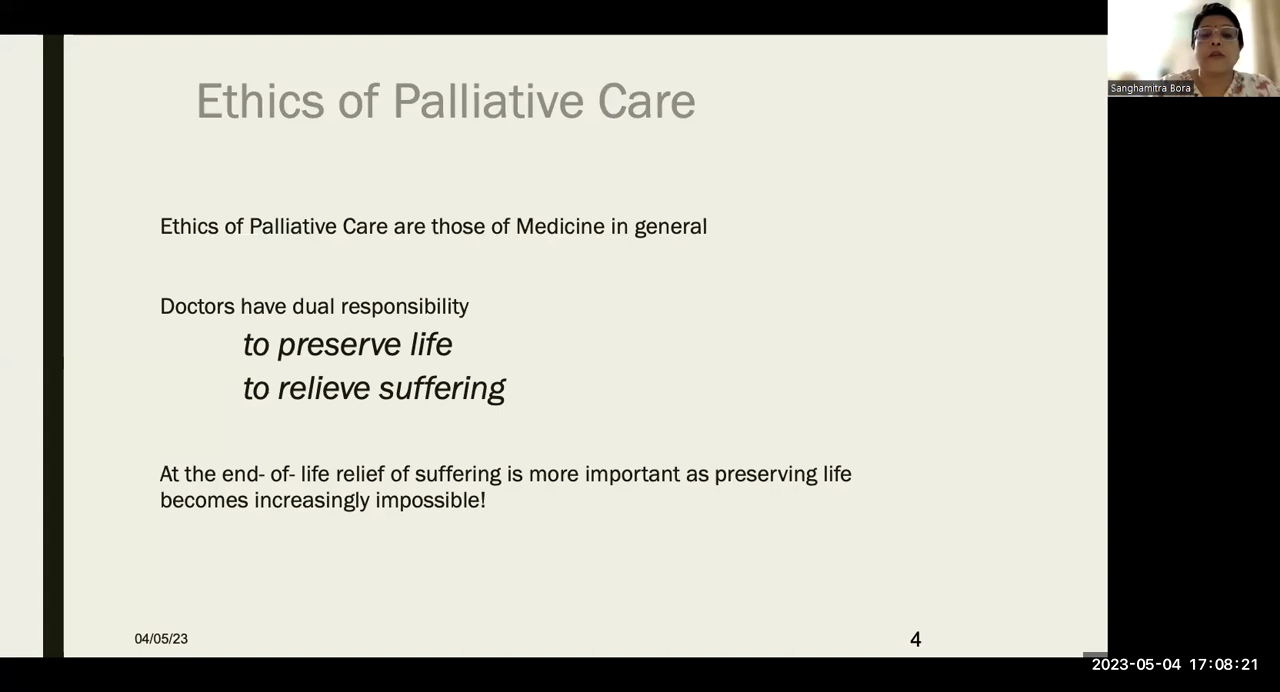 Ethics of Palliative Care
Sanghamitra Bora
Ethics of Palliative Care are those of Medicine in general
Doctors have dual responsibility
to preserve life
to relieve suffering
At the end- of- life relief of suffering is more important as preserving life
becomes increasingly impossible!
04/05/23
4
2023-05-04 17:08:21